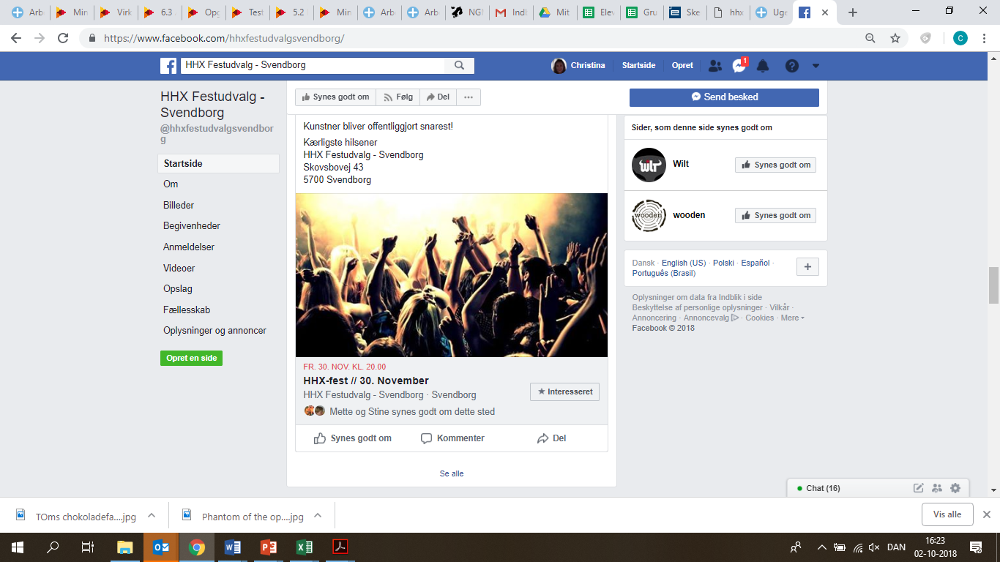 Arb
Min
Virk
6.3
Opg
Test
5.2
Min
Arb
Arb
NGI
Indl
Mit
Elev
Gru
Ske
hhx
Uge
https://www.facebook.com/hhxfestudvalgsvendborg/
C
HHX Festudvalg - Svendborg
Christina
Startside
Opret
1
HHX Festudvalg -
Svendborg
@hhxfestudvalgsvendbor
g
Startside
Om
Billeder
Begivenheder
Anmeldelser
Videoer
Opslag
Fællesskab
Oplysninger og annoncer
Opret en side
Synes godt om
Følg
Del
Send besked
Kunstner bliver offentliggjort snarest!
Kærligste hilsener
HHX Festudvalg - Svendborg
Skovsbovej 43
5700 Svendborg
FR. 30. NOV. KL. 20.00
HHX-fest // 30. November
HHX Festudvalg - Svendborg · Svendborg
Interesseret
Mette og Stine synes godt om dette sted
Synes godt om
Kommenter
Del
Se alle
Sider, som denne side synes godt om
wlr
Wilt
Synes godt om
wooden
wooden
Synes godt om
Dansk · English (US) · Polski · Español ·
Português (Brasil)
Oplysninger om data fra Indblik i side
Beskyttelse af personlige oplysninger · Vilkår ·
Annoncering · Annoncevalg · Cookies · Mere
Facebook © 2018
Chat (16)
TOms chokoladefa....jpg
Phantom of the op....jpg
Vis alle
DAN
16:23
02-10-2018